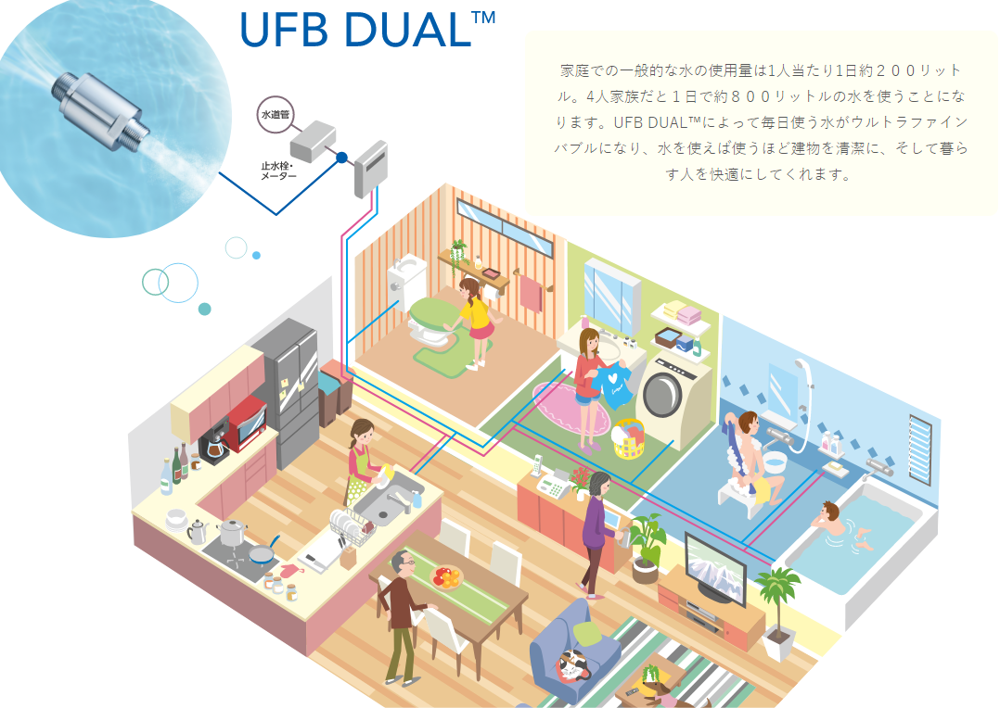 UFB DUAL™
家庭での一般的な水の使用量は1人当たり1日約２００リット
ル。4人家族だと１日で約８００リットルの水を使うことにな
ります。UFB DUAL™によって毎日使う水がウルトラファイン
バブルになり、水を使えば使うほど建物を清潔に、そして暮ら
す人を快適にしてくれます。
水道管
止水栓・
メーター